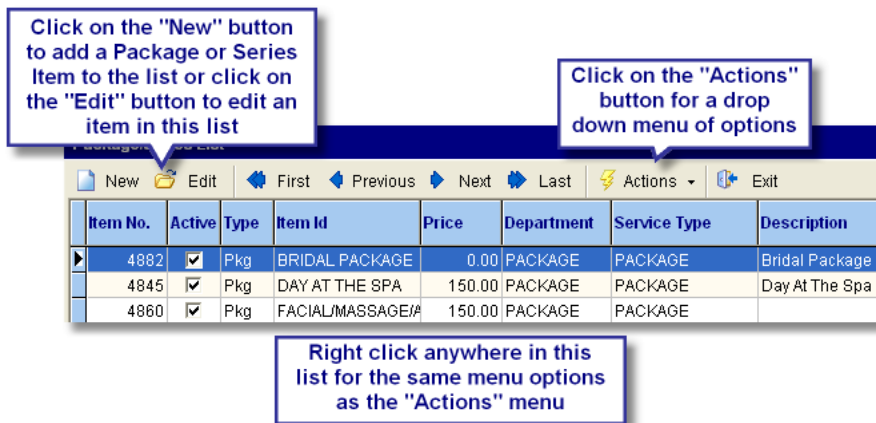 Click on the "New" button
to add a Package or Series
Item to the list or click on
the "Edit" button to edit an
item in this list
Click on the "Actions"
button for a drop
down menu of options
New Edit First Previous Next Last Actions Exit
Item No. Active Type Item Id Price Department Service Type Description
4882 Pkg BRIDAL PACKAGE 0.00 PACKAGE PACKAGE Bridal Package
4845 Pkg DAY AT THE SPA 150.00 PACKAGE PACKAGE Day At The Spa
4860 Pkg FACIAL/MASSAGE/A 150.00 PACKAGE PACKAGE
Right click anywhere in this
list for the same menu options
as the "Actions" menu